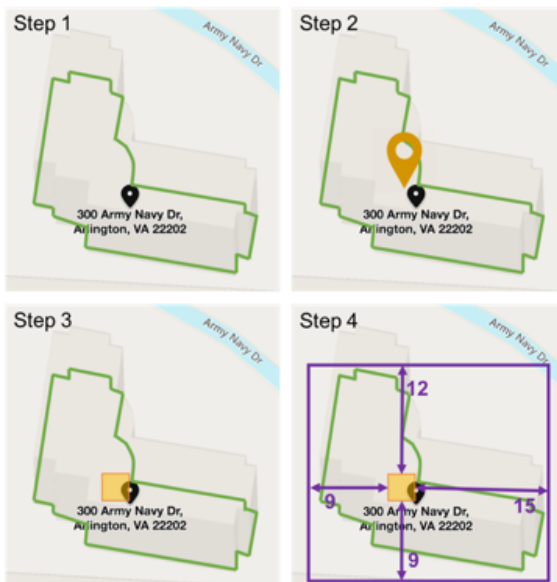 Step 1
Army Navy Dr
300 Army Navy Dr,
Arlington, VA 22202
Step 2
Army Navy Dr
300 Army Navy Dr,
Arlington, VA 22202
Step 3
Army Navy Dr
300 Army Navy Dr,
Arlington, VA 22202
Step 4
Army Navy Dr
12
9
15
300 Army Navy Dr,
Arlington, VA 22202
9